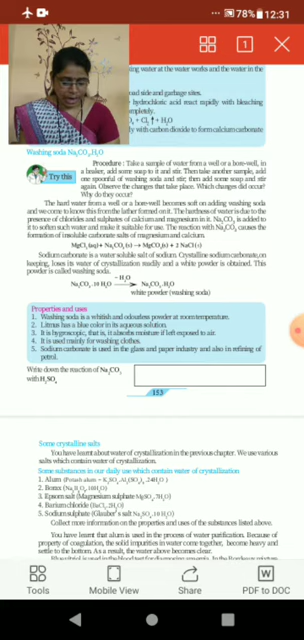 78% 12:31
1
ing water at the water works and the water in the
oad side and garbage sites.
hydrochloric acid react rapidly with bleaching
mpletely.
+ Cl₂ ↑ + H₂O
ly with carbon dioxide to form calcium carbonate
Washing soda Na₂CO₃.H₂O
Try this
Procedure : Take a sample of water from a well or a bore-well, in
a beaker, add some soap to it and stir. Then take another sample, add
one spoonful of washing soda and stir, then add some soap and stir
again. Observe the changes that take place. Which changes did occur?
Why do they occur?
The hard water from a well or a bore-well becomes soft on adding washing soda
and we come to know this from the lather formed on it. The hardness of water is due to the
presence of chlorides and sulphates of calcium and magnesium in it. Na₂CO₃ is added to
it to soften such water and make it suitable for use. The reaction with Na₂CO₃ causes the
formation of insoluble carbonate salts of magnesium and calcium.
MgCl₂(aq) + Na₂CO₃(s) → MgCO₃(s) + 2 NaCl (s)
Sodium carbonate is a water soluble salt of sodium. Crystalline sodium carbonate,on
keeping, loses its water of crystallization readily and a white powder is obtained. This
powder is called washing soda.
- H₂O
Na₂CO₃. 10 H₂O → Na₂CO₃. H₂O
white powder (washing soda)
Properties and uses
1. Washing soda is a whitish and odourless powder at room temperature.
2. Litmus has a blue color in its aqueous solution.
3. It is hygroscopic, that is, it absorbs moisture if left exposed to air.
4. It is used mainly for washing clothes.
5. Sodium carbonate is used in the glass and paper industry and also in refining of
petrol.
Write down the reaction of Na₂CO₃
with H₂SO₄
153
Some crystalline salts
You have learnt about water of crystallization in the previous chapter. We use various
salts which contain water of crystallization.
Some substances in our daily use which contain water of crystallization
1. Alum (Potash alum - K₂SO₄.Al₂(SO₄)₃ .24H₂O )
2. Borax (Na₂B₄O₇.10H₂O)
3. Epsom salt (Magnesium sulphate MgSO₄.7H₂O)
4. Barium chloride (BaCl₂.2H₂O)
5. Sodium sulphate (Glauber's salt Na₂SO₄.10 H₂O)
Collect more information on the properties and uses of the substances listed above.
You have learnt that alum is used in the process of water purification. Because of
property of coagulation, the solid impurities in water come together, become heavy and
settle to the bottom. As a result, the water above becomes clear.
Tools
Mobile View
Share
W
PDF to DOC